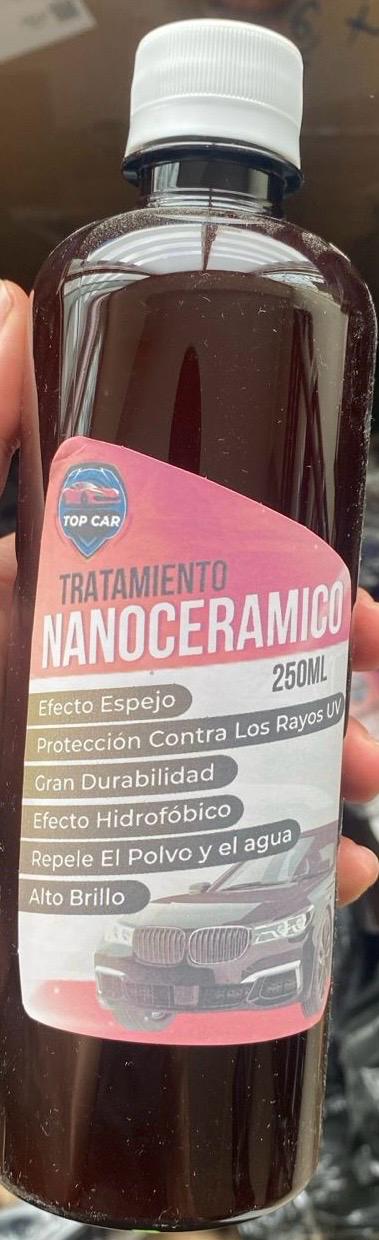 TOP CAR
TRATAMIENTO
NANOCERAMICO
250ML
Efecto Espejo
Protección Contra Los Rayos UV
Gran Durabilidad
Efecto Hidrofóbico
Repele El Polvo y el agua
Alto Brillo